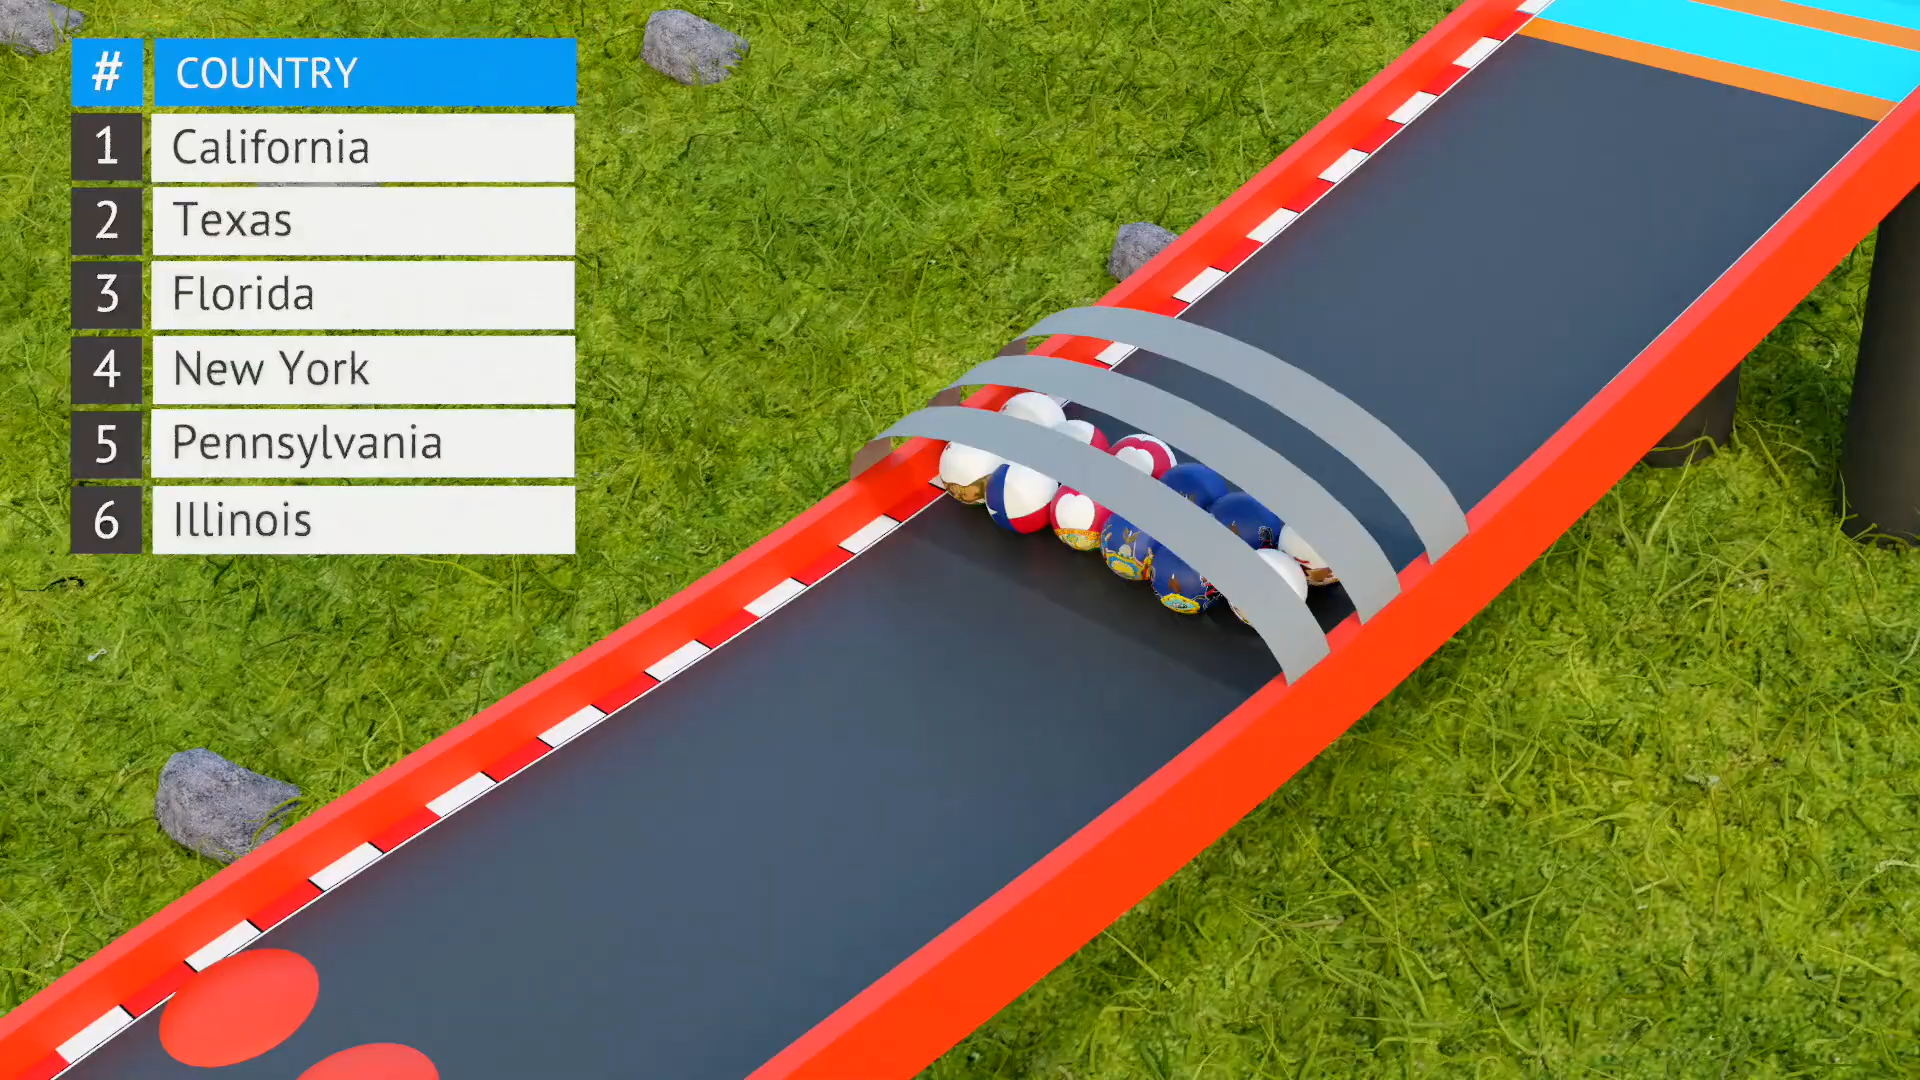 # COUNTRY
1 California
2 Texas
3 Florida
4 New York
5 Pennsylvania
6 Illinois